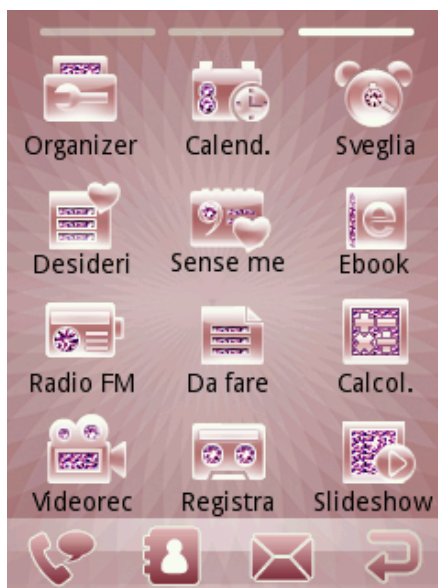 Organizer Calend. Sveglia
Desideri Sense me Ebook
Radio FM Da fare Calcol.
Videorec Registra Slideshow